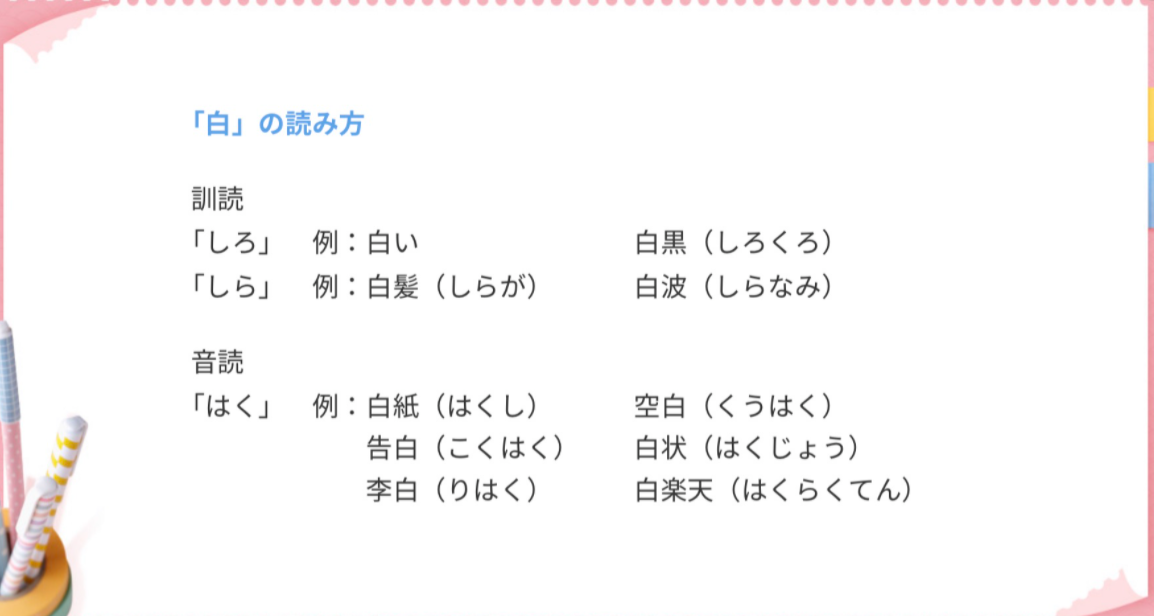 「白」の読み方
訓読
「しろ」　例：白い　白黒（しろくろ）
「しら」　例：白髪（しらが）　白波（しらなみ）
音読
「はく」　例：白紙（はくし）　空白（くうはく）
告白（こくはく）　白状（はくじょう）
李白（りはく）　白楽天（はくらくてん）